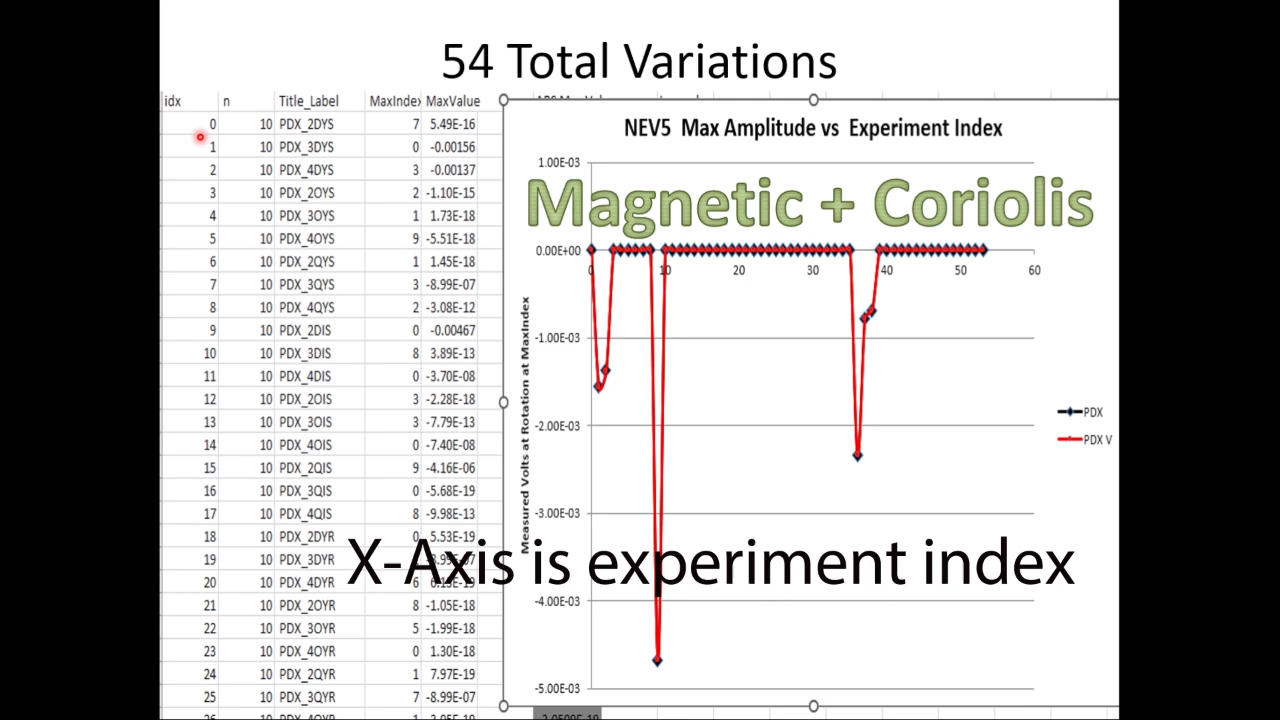 54 Total Variations
idx n Title_Label MaxIndex MaxValue
0 10 PDX_2DYS 7 5.49E-16
1 10 PDX_3DYS 0 -0.00156
2 10 PDX_4DYS 3 -0.00137
3 10 PDX_2OYS 2 -1.10E-15
4 10 PDX_3OYS 1 1.73E-18
5 10 PDX_4OYS 9 -5.51E-18
6 10 PDX_2QYS 1 1.45E-18
7 10 PDX_3QYS 3 -8.99E-07
8 10 PDX_4QYS 2 -3.08E-12
9 10 PDX_2DIS 0 -0.00467
10 10 PDX_3DIS 8 3.89E-13
11 10 PDX_4DIS 0 -3.70E-08
12 10 PDX_2OIS 3 -2.28E-18
13 10 PDX_3OIS 3 -7.79E-13
14 10 PDX_4OIS 0 -7.40E-08
15 10 PDX_2QIS 9 -4.16E-06
16 10 PDX_3QIS 0 -5.68E-19
17 10 PDX_4QIS 8 -9.98E-13
18 10 PDX_2DYR 0 5.53E-19
19 10 PDX_3DYR
20 10 PDX_4DYR 6
21 10 PDX_2OYR 8 -1.05E-18
22 10 PDX_3OYR 5 -1.99E-18
23 10 PDX_4OYR 0 1.30E-18
24 10 PDX_2QYR 1 7.97E-19
25 10 PDX_3QYR 7 -8.99E-07
NEV5 Max Amplitude vs Experiment Index
Magnetic + Coriolis
1.00E-03
0.00E+00
-1.00E-03
-2.00E-03
-3.00E-03
-4.00E-03
-5.00E-03
0 10 20 30 40 50 60
Measured Volts at Rotation at MaxIndex
PDX
PDX V
X-Axis is experiment index